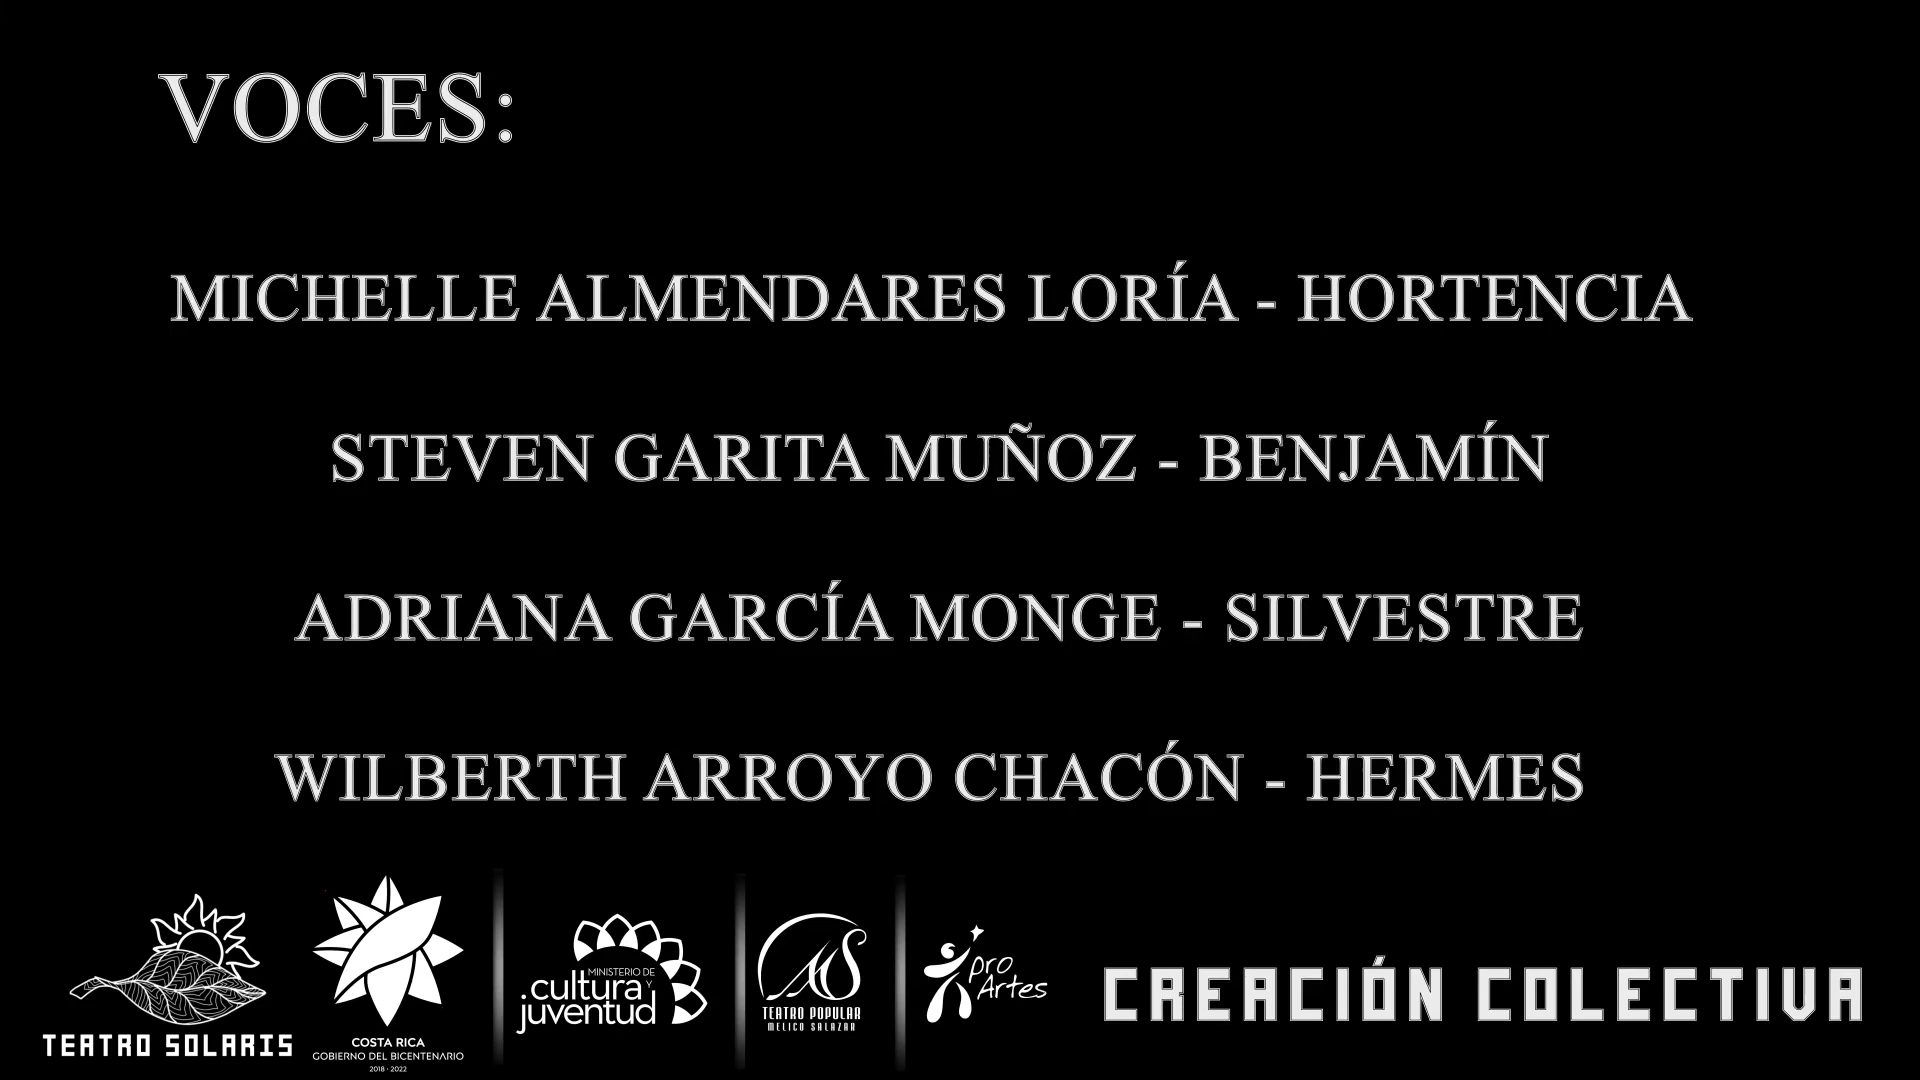 VOCES:
MICHELLE ALMENDARES LORÍA - HORTENCIA
STEVEN GARITA MUÑOZ - BENJAMÍN
ADRIANA GARCÍA MONGE - SILVESTRE
WILBERTH ARROYO CHACÓN - HERMES
TEATRO SOLARIS
COSTA RICA
GOBIERNO DEL BICENTENARIO
2018 - 2022
MINISTERIO DE
cultura y
juventud
TEATRO POPULAR
MELICO SALAZAR
pro
Artes
CREACIÓN COLECTIVA